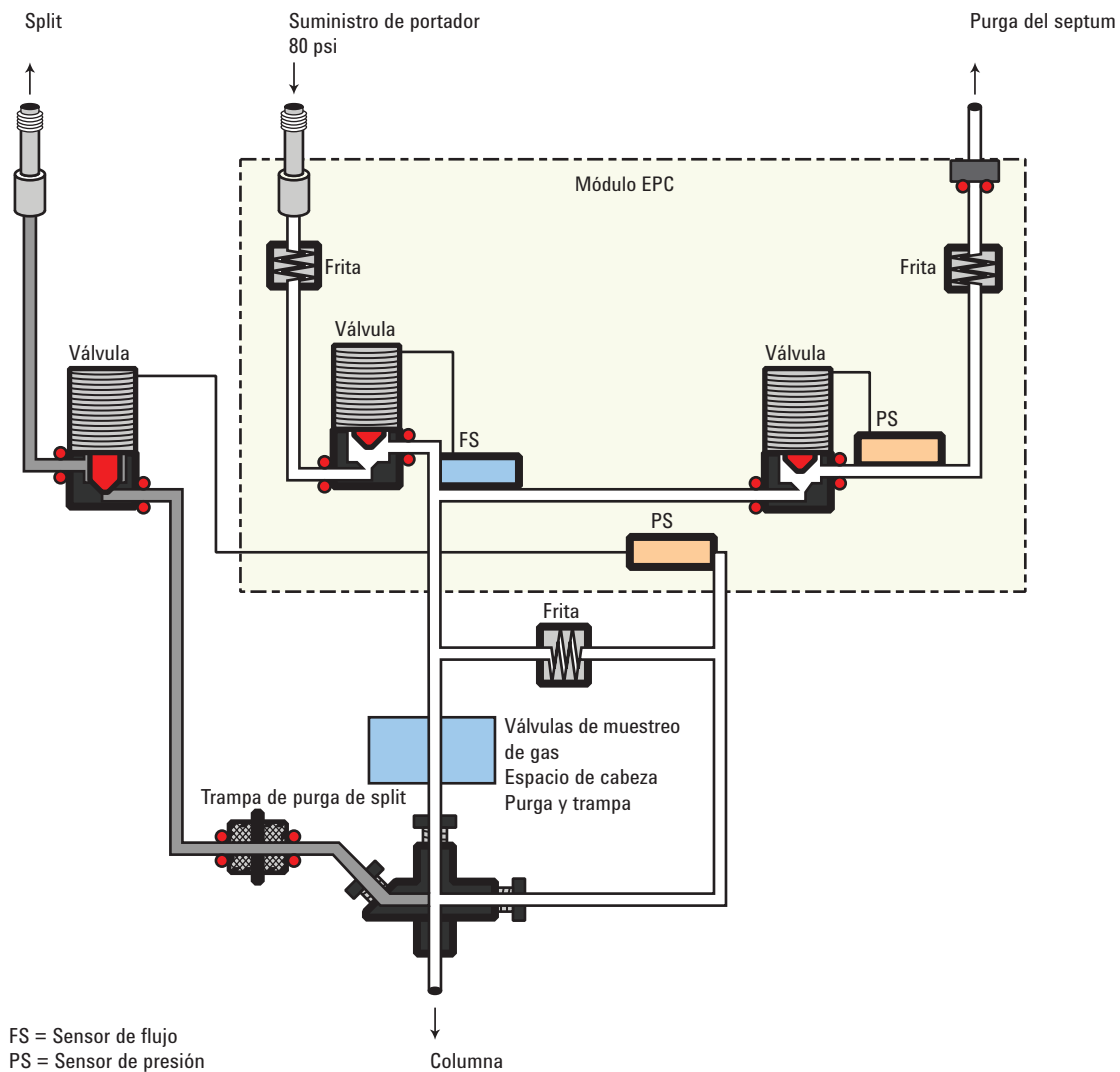 Split
Suministro de portador
80 psi
Purga del septum
Módulo EPC
Frita
Frita
Válvula
Válvula
Válvula
FS
PS
PS
Frita
Válvulas de muestreo
de gas
Espacio de cabeza
Purga y trampa
Trampa de purga de split
FS = Sensor de flujo
PS = Sensor de presión
Columna